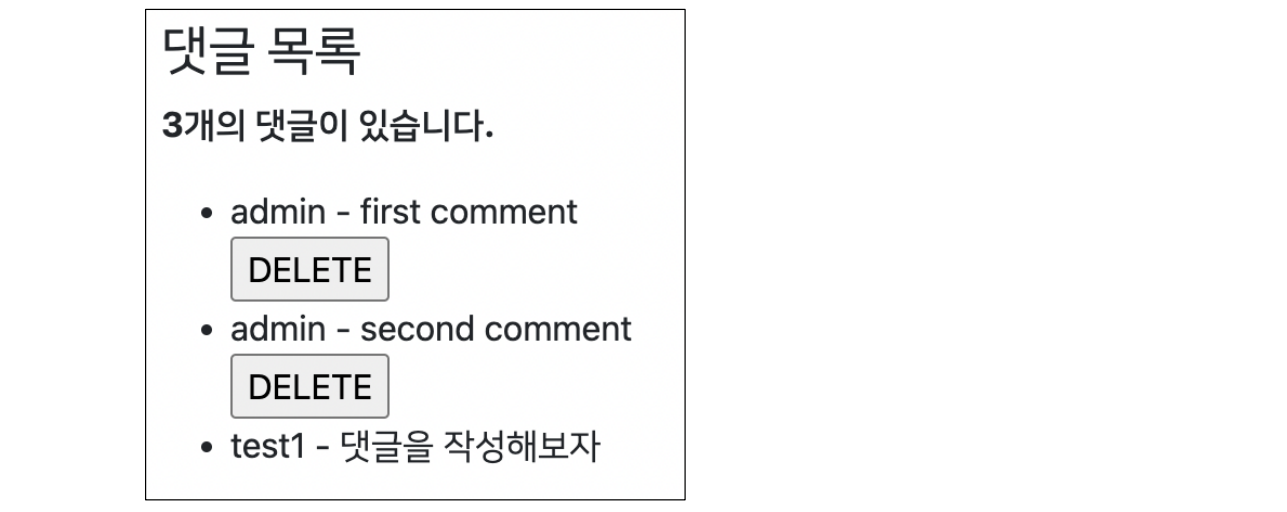 댓글 목록
3개의 댓글이 있습니다.
• admin - first comment
DELETE
• admin - second comment
DELETE
• test1 - 댓글을 작성해보자